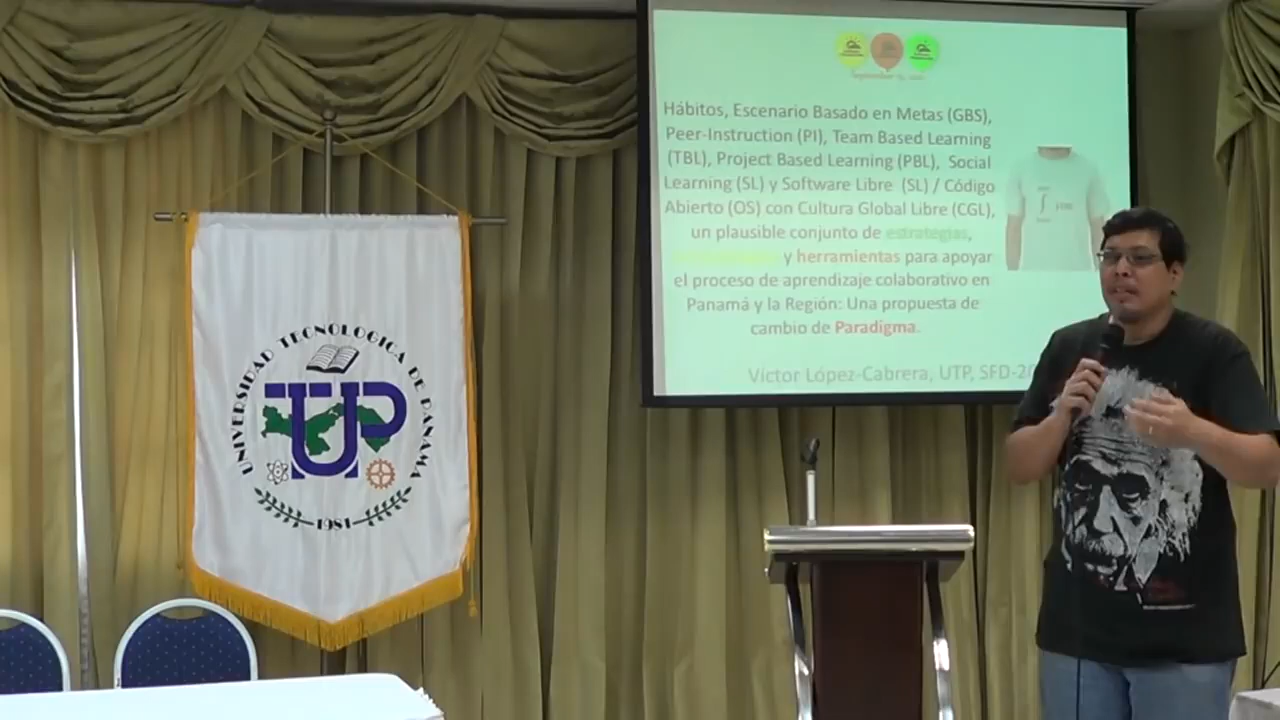 UNIVERSIDAD TECNOLOGICA DE PANAMA
UTP
1981
Hábitos, Escenario Basado en Metas (GBS),
Peer-Instruction (PI), Team Based Learning
(TBL), Project Based Learning (PBL), Social
Learning (SL) y Software Libre (SL) / Código
Abierto (OS) con Cultura Global Libre (CGL),
un plausible conjunto de estrategias,
y herramientas para apoyar
el proceso de aprendizaje colaborativo en
Panamá y la Región: Una propuesta de
cambio de Paradigma.
Víctor López-Cabrera, UTP, SFD-20